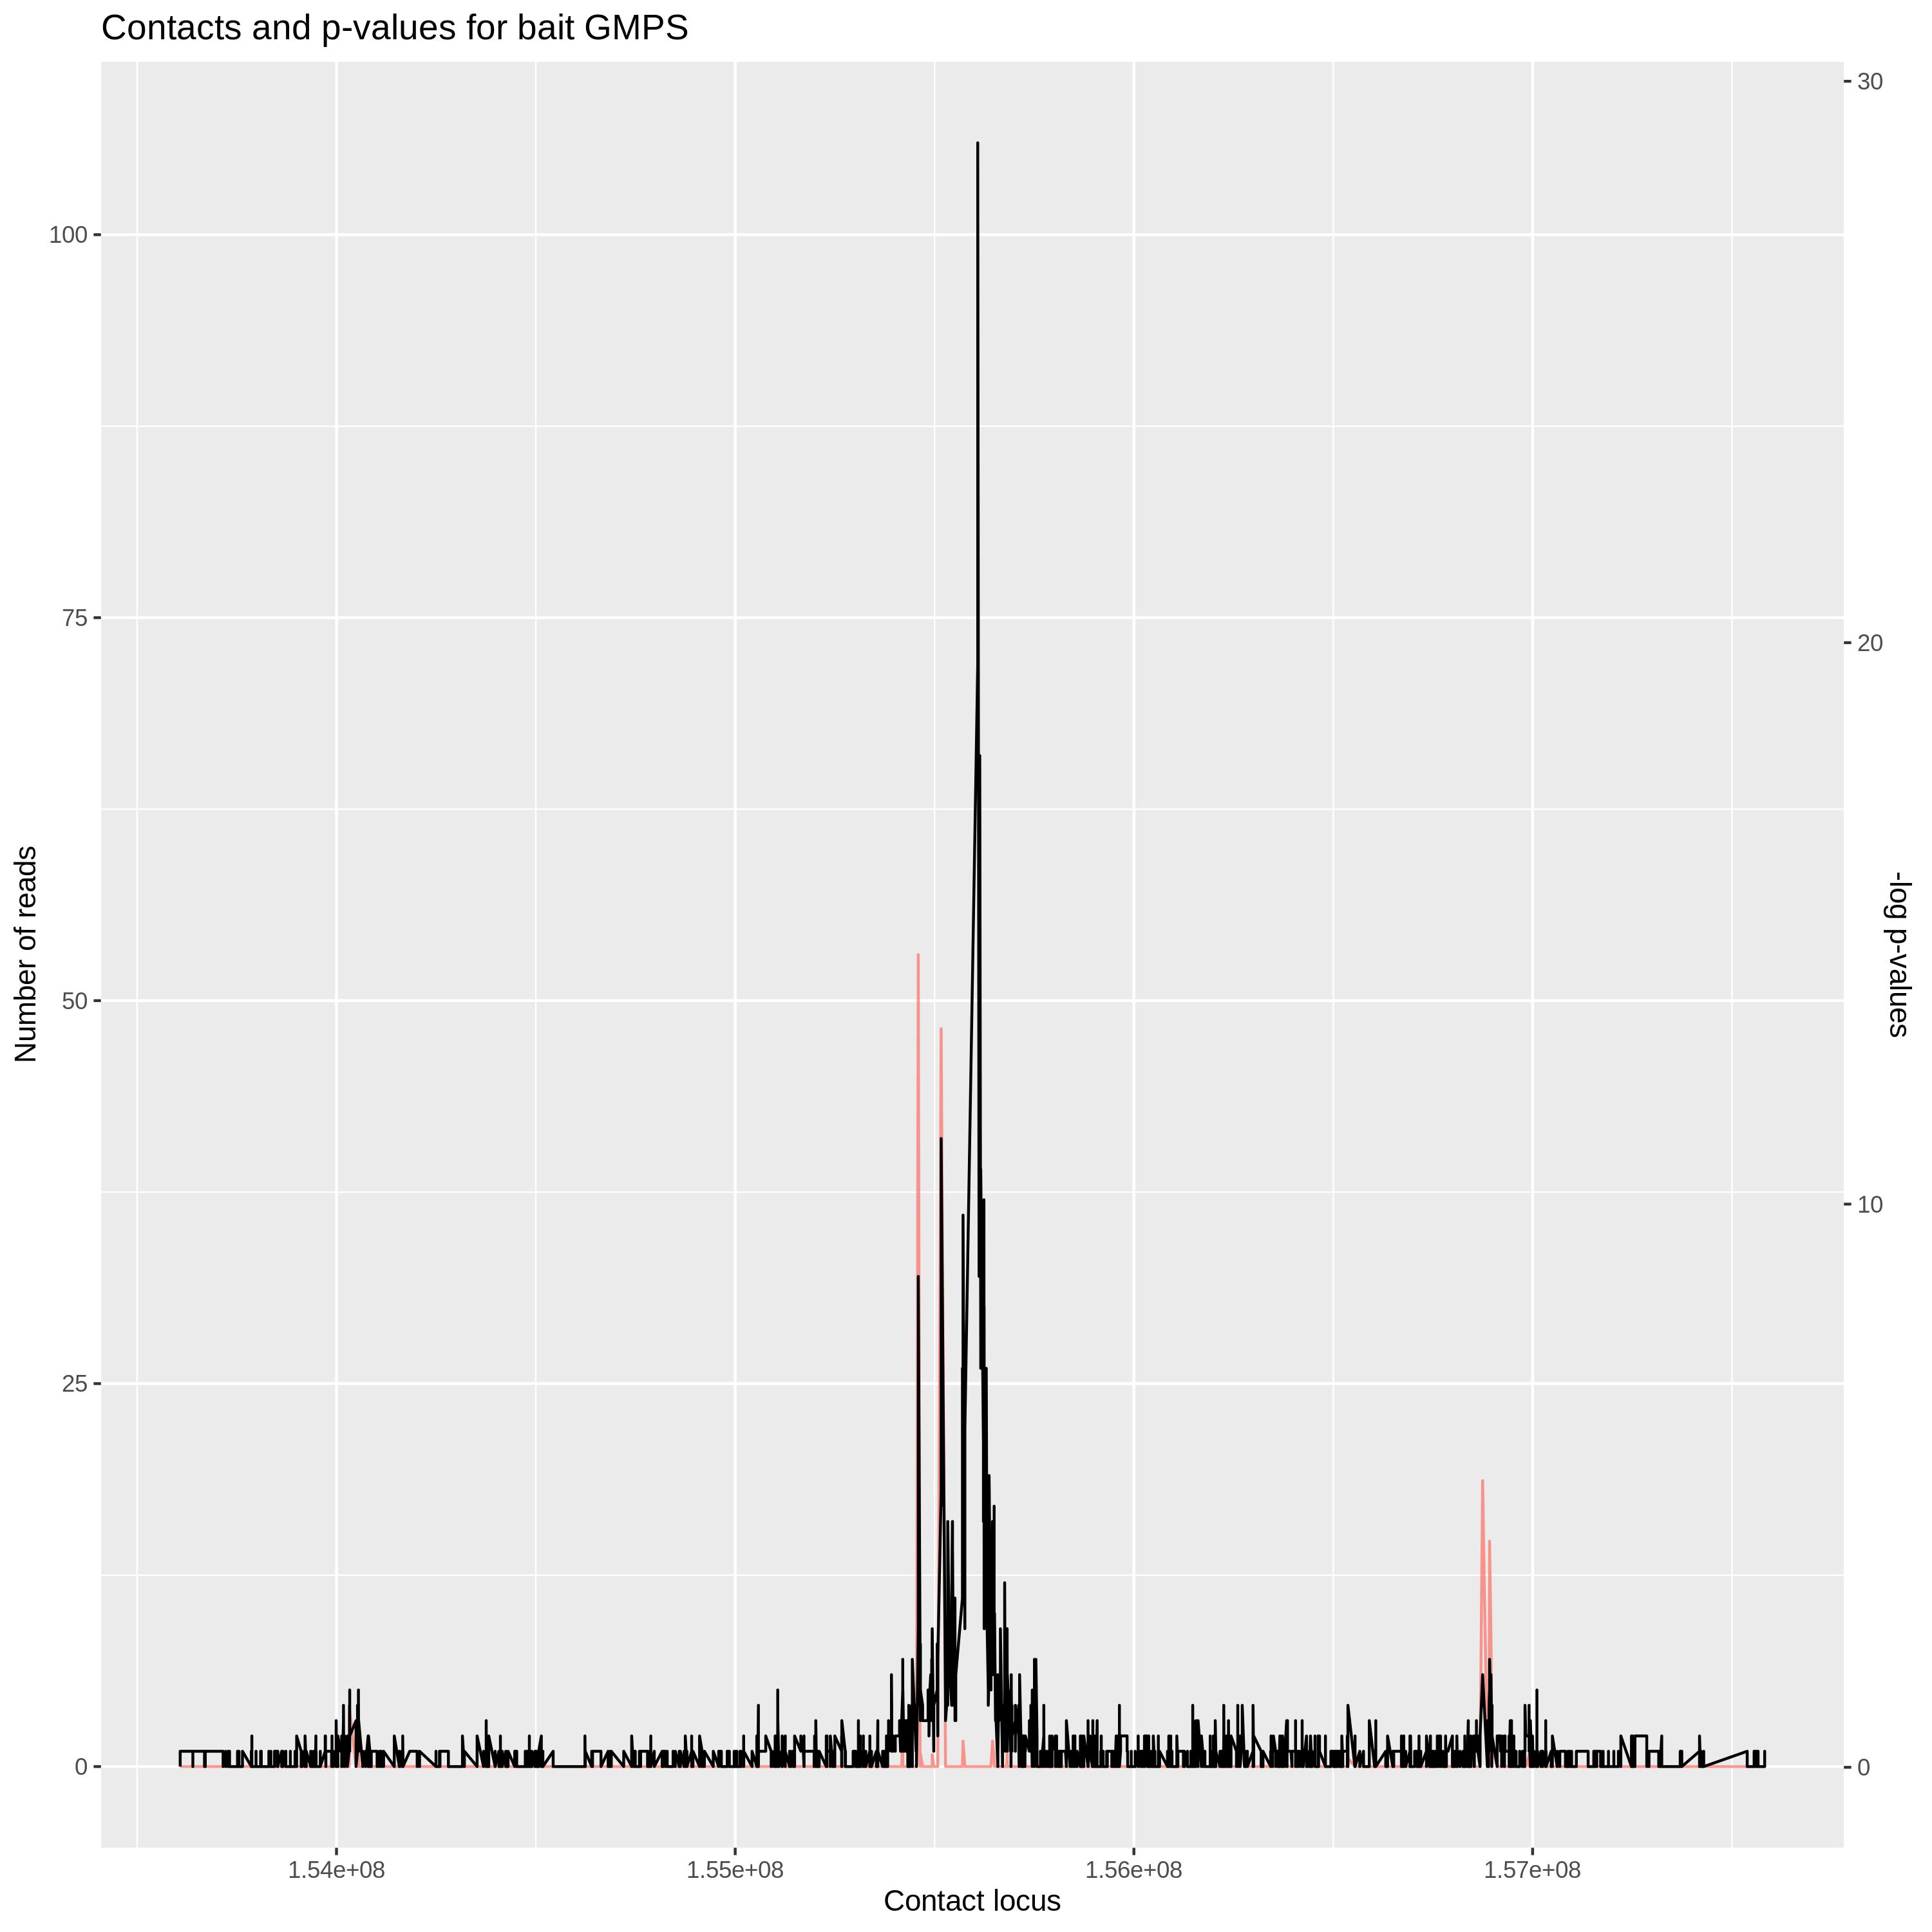 Contacts and p-values for bait GMPS
30
100
75
20
Number of reads
-log p-values
50
10
25
0
0
1.54e+08
1.55e+08
1.56e+08
1.57e+08
Contact locus